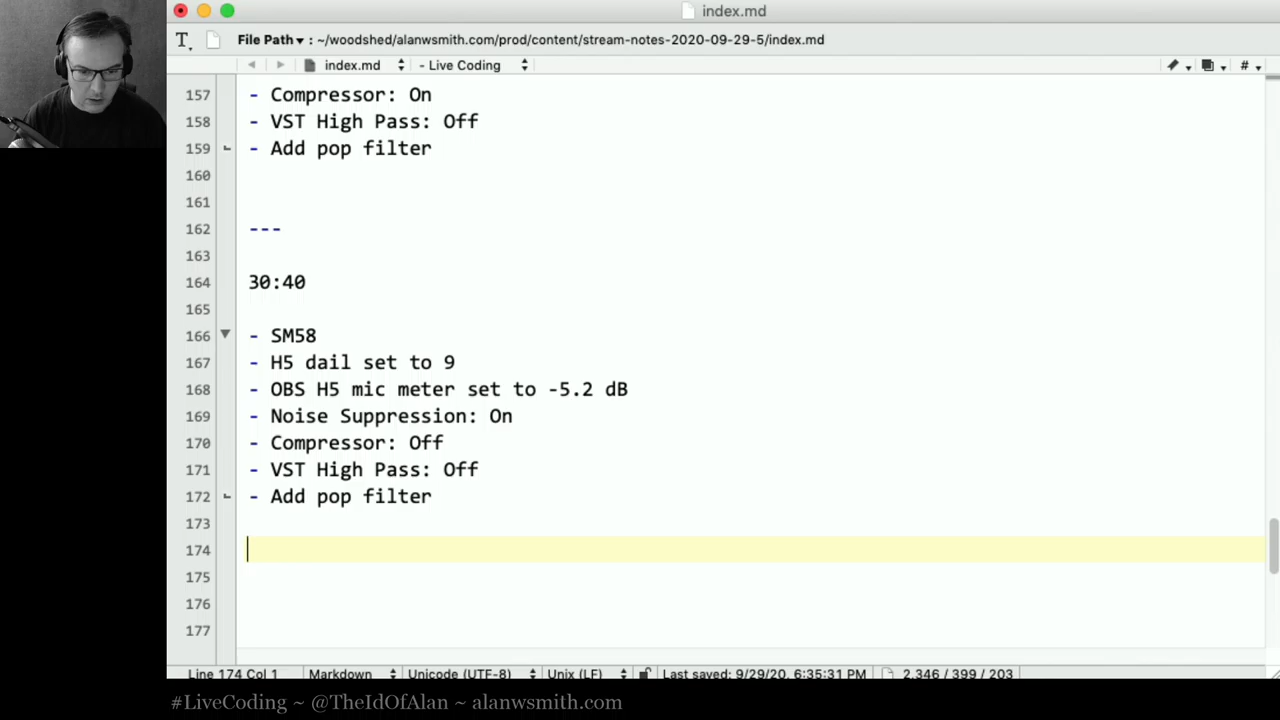 index.md
T. File Path ▾ : ~/woodshed/alanwsmith.com/prod/content/stream-notes-2020-09-29-5/index.md
index.md - Live Coding #
157 - Compressor: On
158 - VST High Pass: Off
159 - Add pop filter
160
161
162 ---
163
164 30:40
165
166 - SM58
167 - H5 dail set to 9
168 - OBS H5 mic meter set to -5.2 dB
169 - Noise Suppression: On
170 - Compressor: Off
171 - VST High Pass: Off
172 - Add pop filter
173
174
175
176
177
Line 174 Col 1 Markdown Unicode (UTF-8) Unix (LF) Last saved: 9/29/20, 6:35:31 PM 2,346 / 399 / 203
#LiveCoding ~ @TheIdOfAlan ~ alanwsmith.com